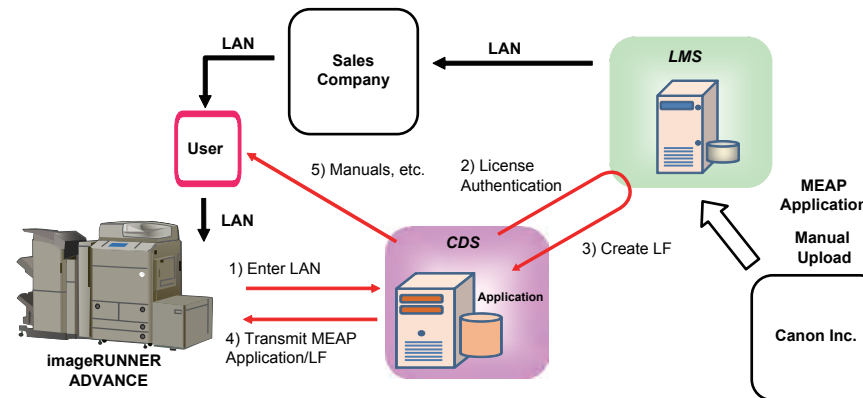 LAN
Sales
Company
LAN
LMS
User
5) Manuals, etc.
2) License
Authentication
MEAP
Application
Manual
Upload
LAN
CDS
3) Create LF
1) Enter LAN
Application
4) Transmit MEAP
Application/LF
Canon Inc.
imageRUNNER
ADVANCE